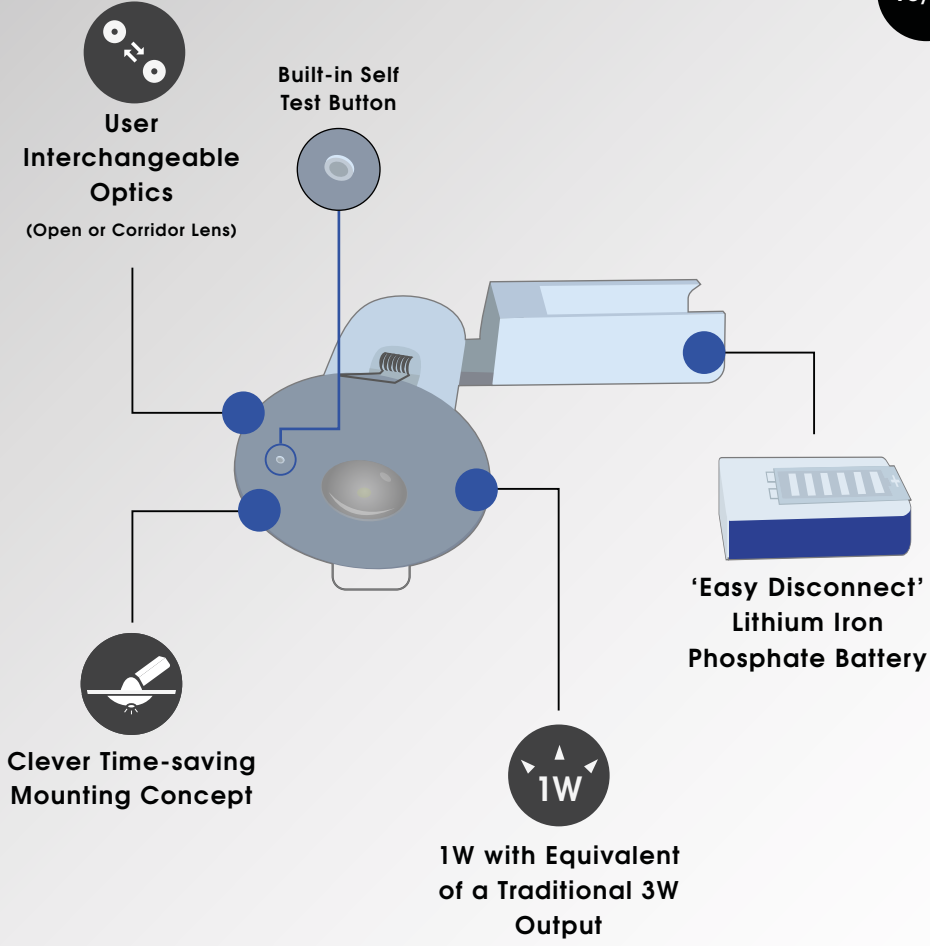 User
Interchangeable
Optics
(Open or Corridor Lens)
Built-in Self
Test Button
'Easy Disconnect'
Lithium Iron
Phosphate Battery
Clever Time-saving
Mounting Concept
1W
1W with Equivalent
of a Traditional 3W
Output